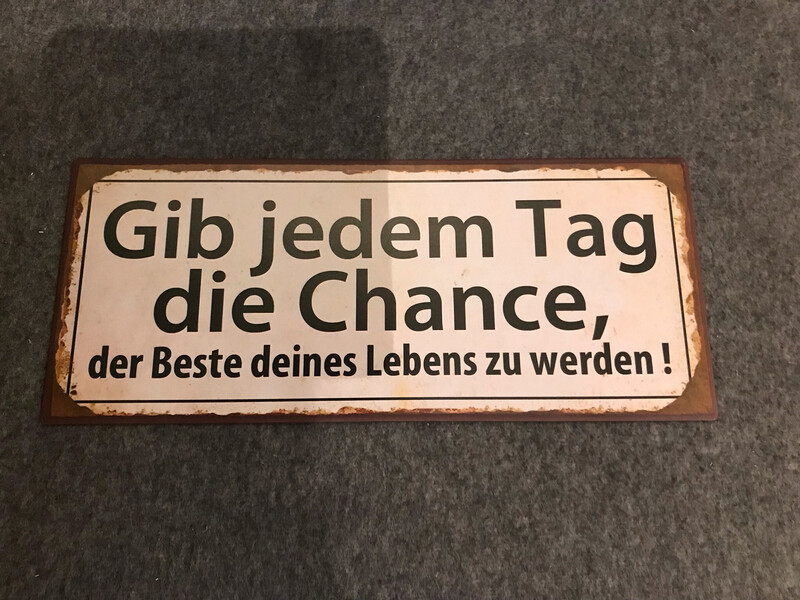 Gib jedem Tag
die Chance,
der Beste deines Lebens zu werden !